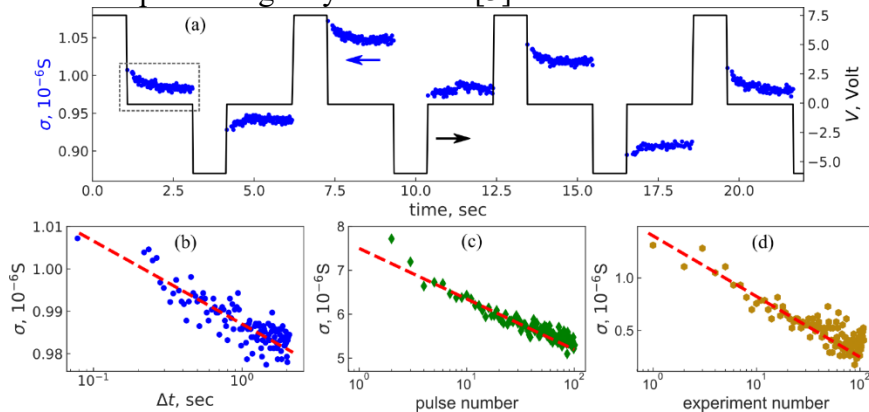 (a)
1.05
1.00
0.95
0.90
σ, 10⁻⁶S
7.5
5.0
2.5
0.0
−2.5
−5.0
V, Volt
0.0 2.5 5.0 7.5 10.0 12.5 15.0 17.5 20.0
time, sec
(b)
1.01
1.00
0.99
0.98
σ, 10⁻⁶S
10⁻¹ 10⁰
Δt, sec
(c)
8
7
6
5
σ, 10⁻⁶S
10⁰ 10¹ 10²
pulse number
(d)
1.0
0.5
σ, 10⁻⁶S
10⁰ 10¹ 10²
experiment number